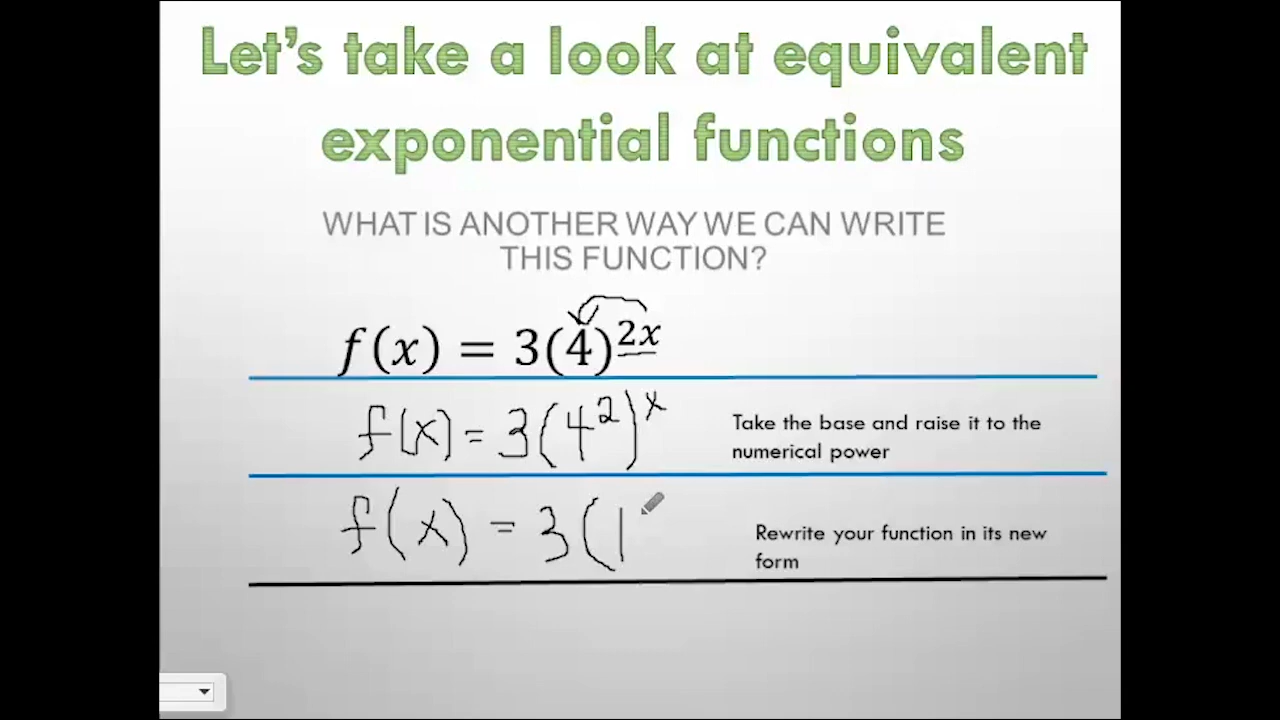 Let's take a look at equivalent
exponential functions
WHAT IS ANOTHER WAY WE CAN WRITE
THIS FUNCTION?
f(x) = 3(4)^{2x}
f(x) = 3(4^2)^x
Take the base and raise it to the
numerical power
f(x) = 3(1
Rewrite your function in its new
form